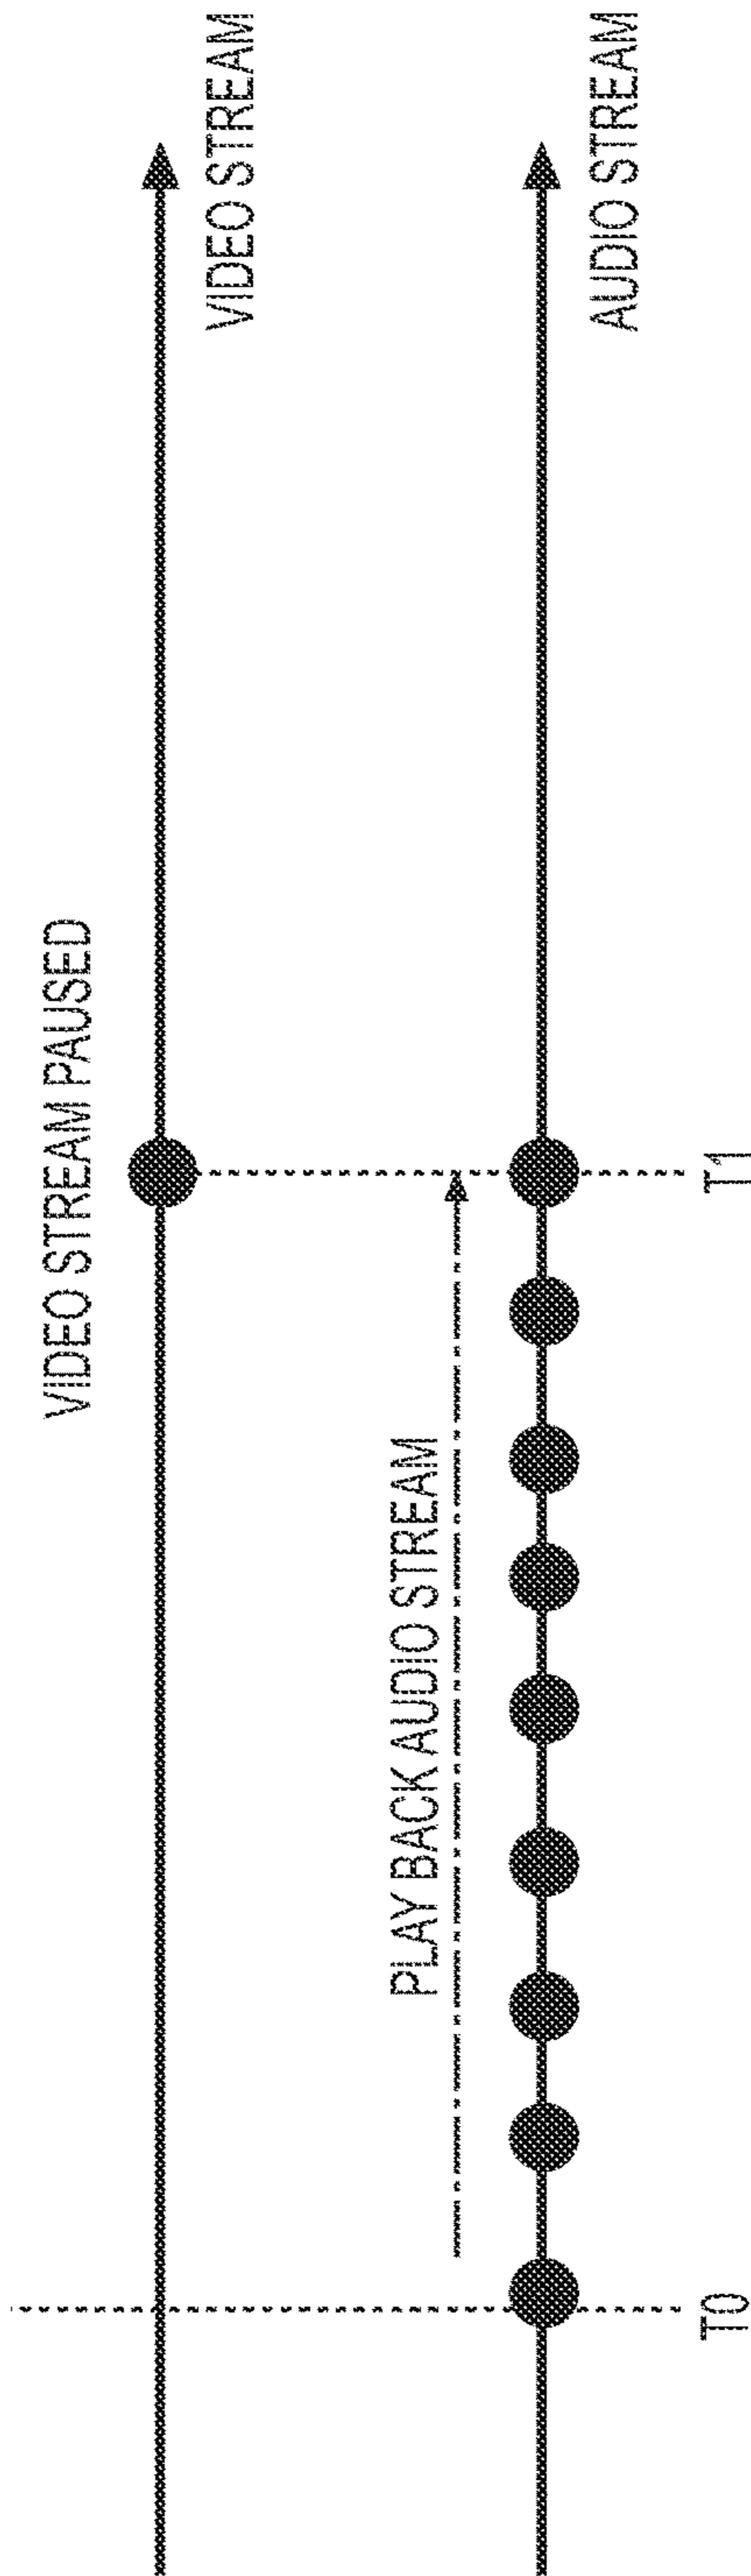 VIDEO STREAM PAUSED
VIDEO STREAM
PLAY BACK AUDIO STREAM
AUDIO STREAM
T0
T1